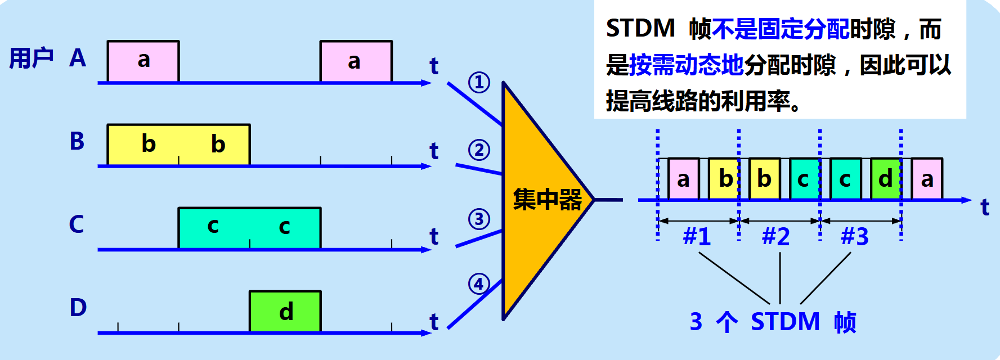 STDM 帧不是固定分配时隙，而
是按需动态地分配时隙，因此可以
提高线路的利用率。
用户 A a a t
①
B b b t
②
C c c t
③
D d t
④
集中器
a b b c c d a t
#1 #2 #3
3 个 STDM 帧